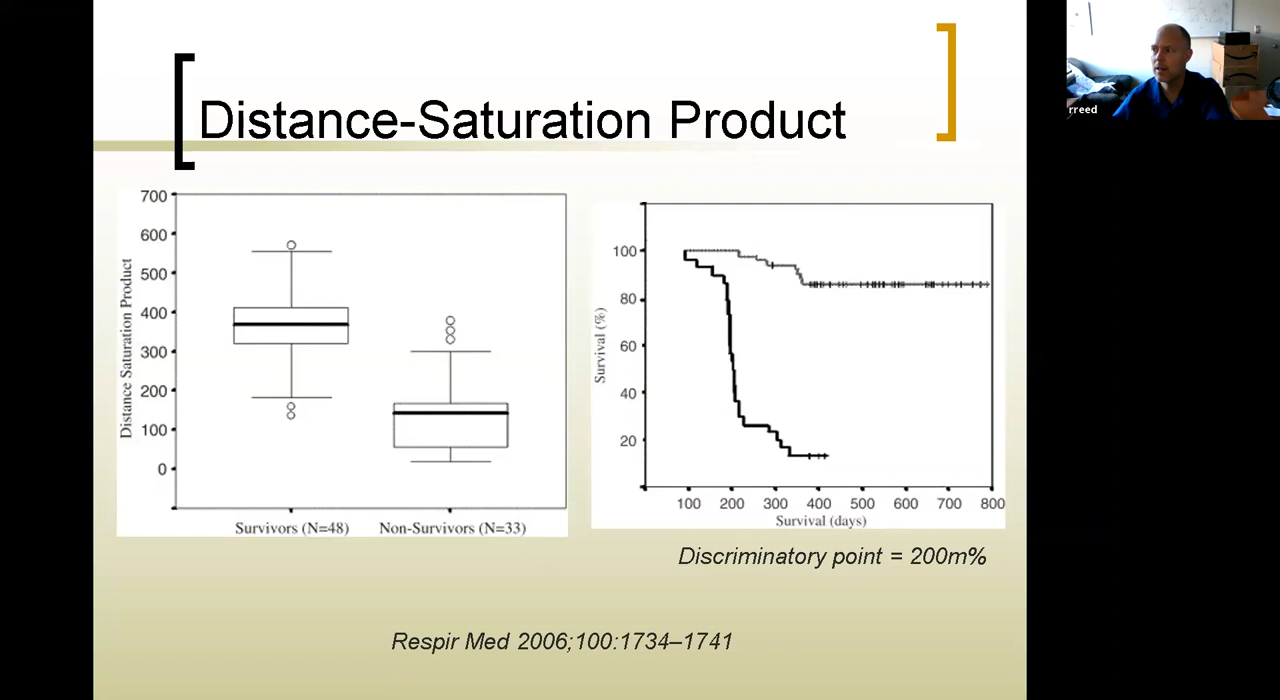 Distance-Saturation Product
rreed
Distance Saturation Product
700
600
500
400
300
200
100
0
Survivors (N=48) Non-Survivors (N=33)
Survival (%)
100
80
60
40
20
100 200 300 400 500 600 700 800
Survival (days)
Discriminatory point = 200m%
Respir Med 2006;100:1734–1741